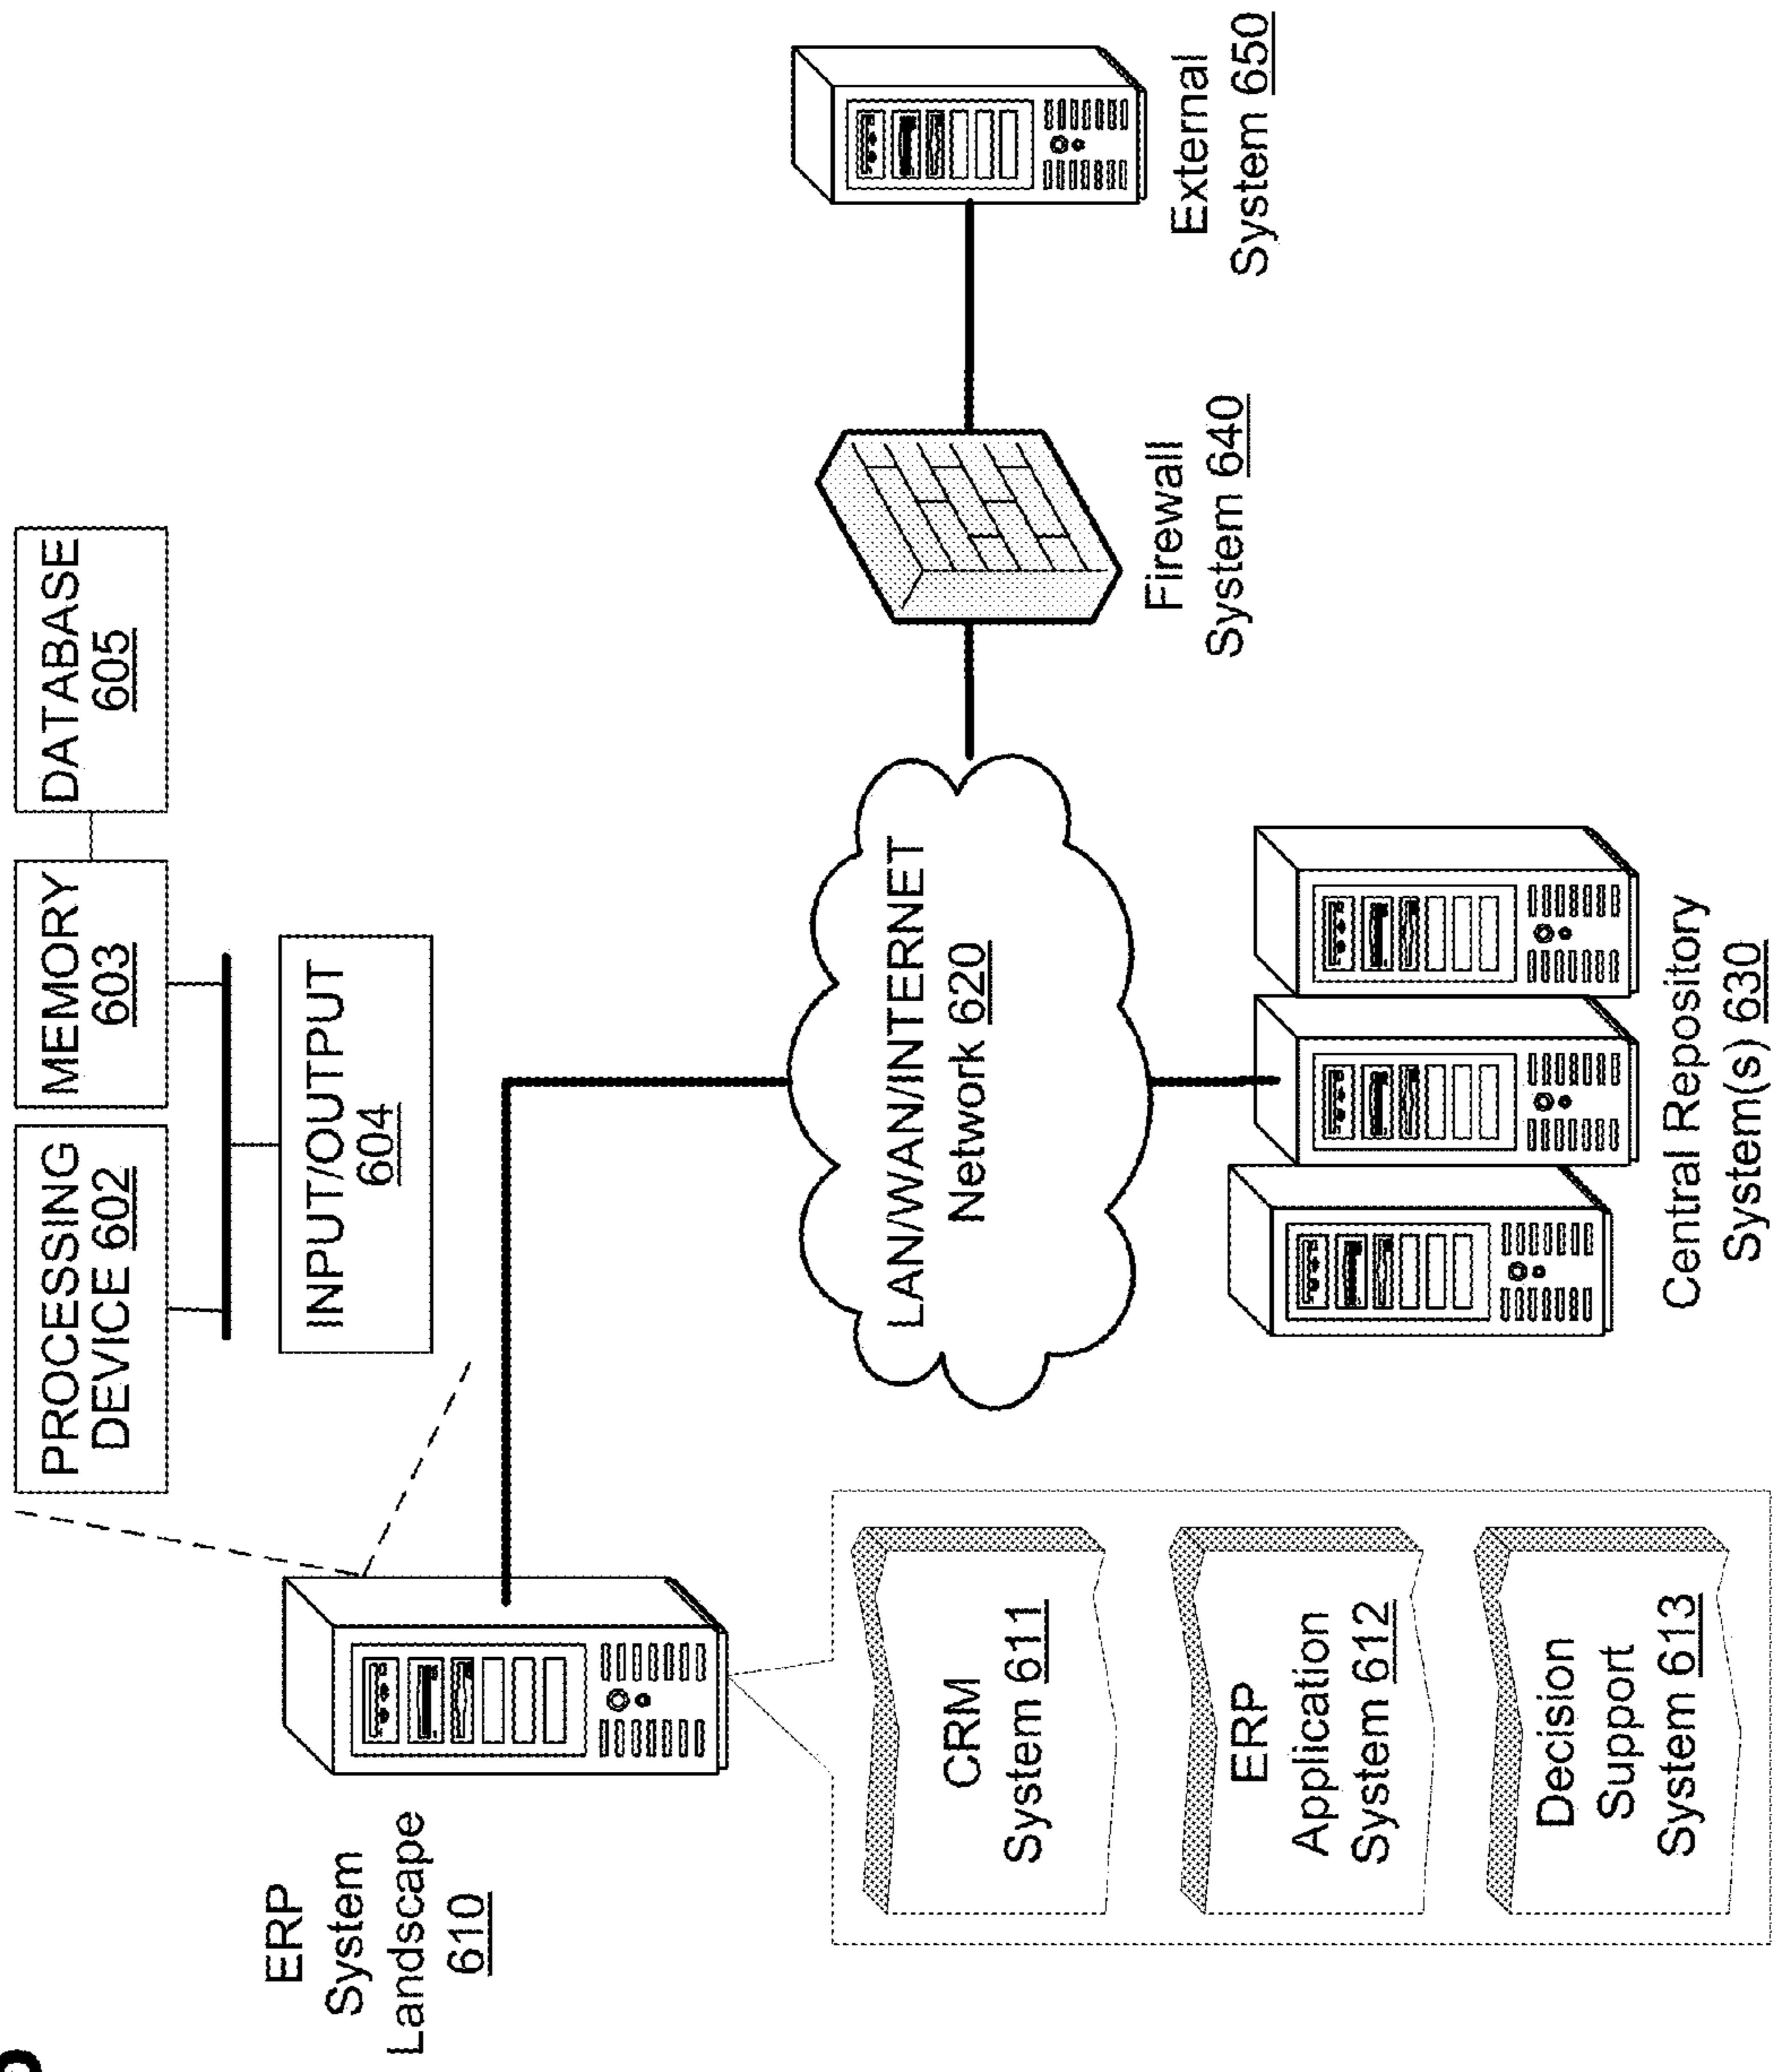 PROCESSING
DEVICE 602
MEMORY
603
DATABASE
605
INPUT/OUTPUT
604
ERP
System
Landscape
610
LAN/WAN/INTERNET
Network 620
Firewall
System 640
External
System 650
CRM
System 611
ERP
Application
System 612
Decision
Support
System 613
Central Repository
System(s) 630